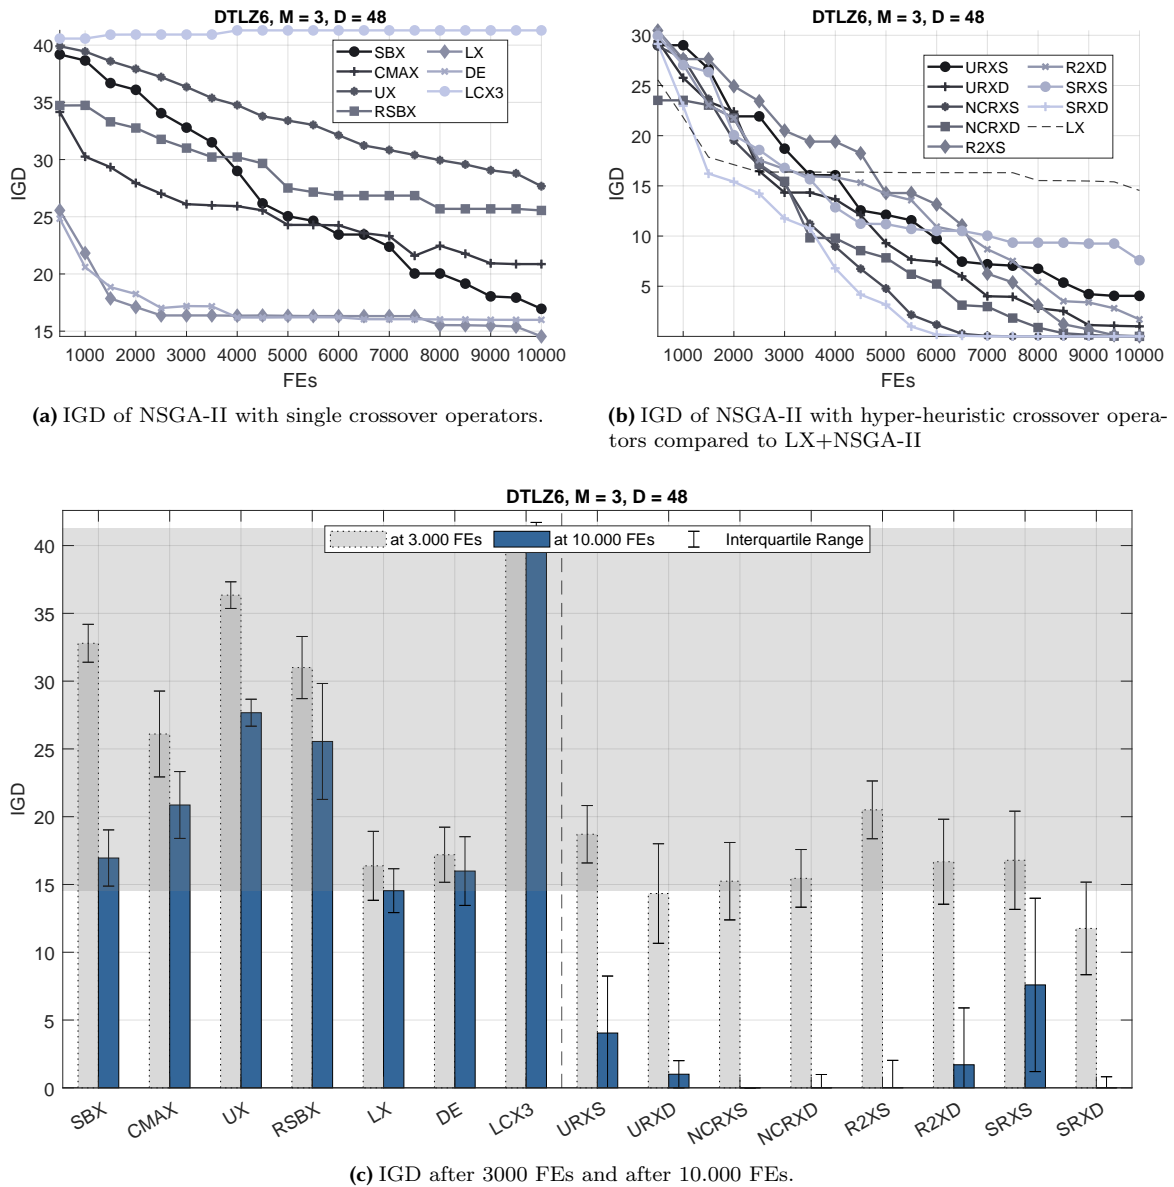 DTLZ6, M = 3, D = 48
IGD
40
35
30
25
20
15
SBX
CMAX
UX
RSBX
LX
DE
LCX3
1000 2000 3000 4000 5000 6000 7000 8000 9000 10000
FEs
(a) IGD of NSGA-II with single crossover operators.
DTLZ6, M = 3, D = 48
IGD
30
25
20
15
10
5
URXS
URXD
NCRXS
NCRXD
R2XS
R2XD
SRXS
SRXD
LX
1000 2000 3000 4000 5000 6000 7000 8000 9000 10000
FEs
(b) IGD of NSGA-II with hyper-heuristic crossover opera-
tors compared to LX+NSGA-II
DTLZ6, M = 3, D = 48
at 3.000 FEs at 10.000 FEs Interquartile Range
IGD
40
35
30
25
20
15
10
5
0
SBX CMAX UX RSBX LX DE LCX3 URXS URXD NCRXS NCRXD R2XS R2XD SRXS SRXD
(c) IGD after 3000 FEs and after 10.000 FEs.